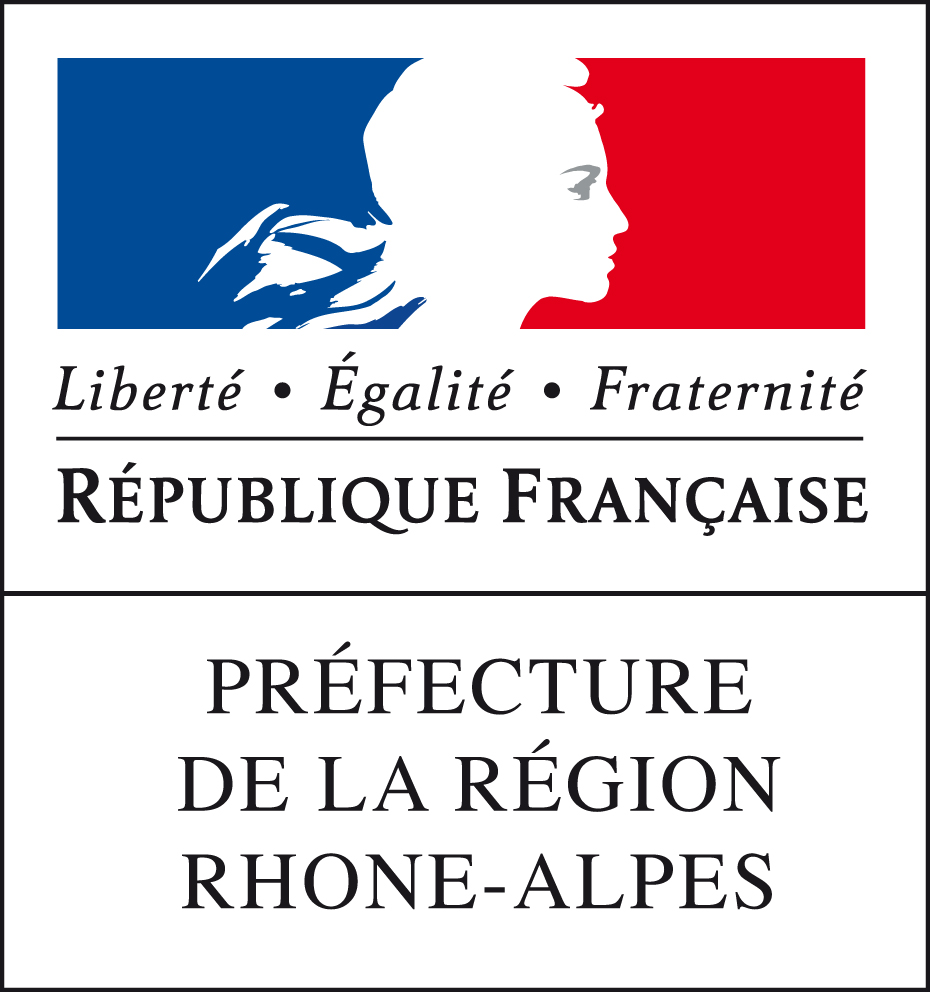 Liberté • Égalité • Fraternité
RÉPUBLIQUE FRANÇAISE
PRÉFECTURE
DE LA RÉGION
RHONE-ALPES